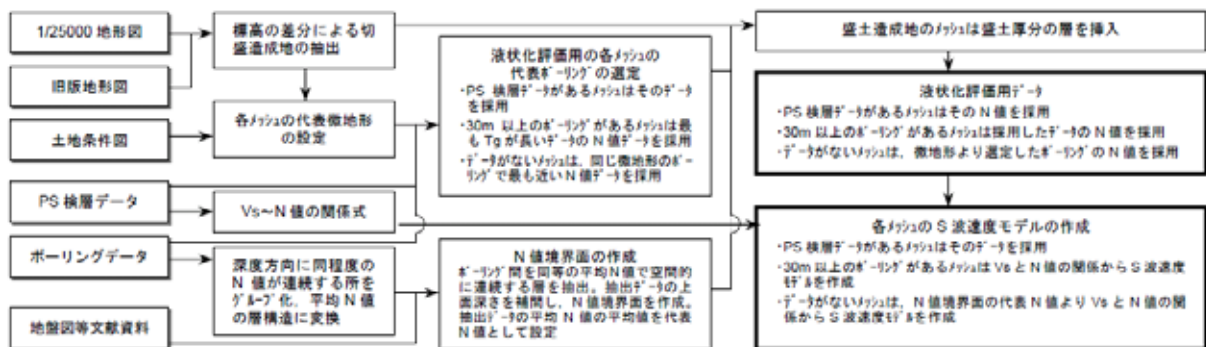 1/25000 地形図
旧版地形図
土地条件図
PS 検層データ
ボーリングデータ
地盤図等文献資料
標高の差分による切
盛造成地の抽出
各メッシュの代表微地形
の設定
Vs～N 値の関係式
深度方向に同程度の
N 値が連続する所を
グループ化，平均 N 値
の層構造に変換
液状化評価用の各メッシュの
代表ボーリングの選定
・PS 検層データがあるメッシュはそのデータ
を採用
・30m 以上のボーリングがあるメッシュは最
も Tg が長いデータの N 値データを採用
・データがないメッシュは，同じ微地形のボー
リングで最も近い N 値データを採用
N 値境界面の作成
ボーリング間を同等の平均 N 値で空間的
に連続する層を抽出。抽出データの上
面深さを補間し，N 値境界面を作成。
抽出データの平均 N 値の平均値を代表
N 値として設定
盛土造成地のメッシュは盛土厚分の層を挿入
液状化評価用データ
・PS 検層データがあるメッシュはその N 値を採用
・30m 以上のボーリングがあるメッシュは採用したデータの N 値を採用
・データがないメッシュは，微地形より選定したボーリングの N 値を採用
各メッシュの S 波速度モデルの作成
・PS 検層データがあるメッシュはそのデータを採用
・30m 以上のボーリングがあるメッシュは Vs と N 値の関係から S 波速度
モデルを作成
・データがないメッシュは，N 値境界面の代表 N 値より Vs と N 値の関
係から S 波速度モデルを作成